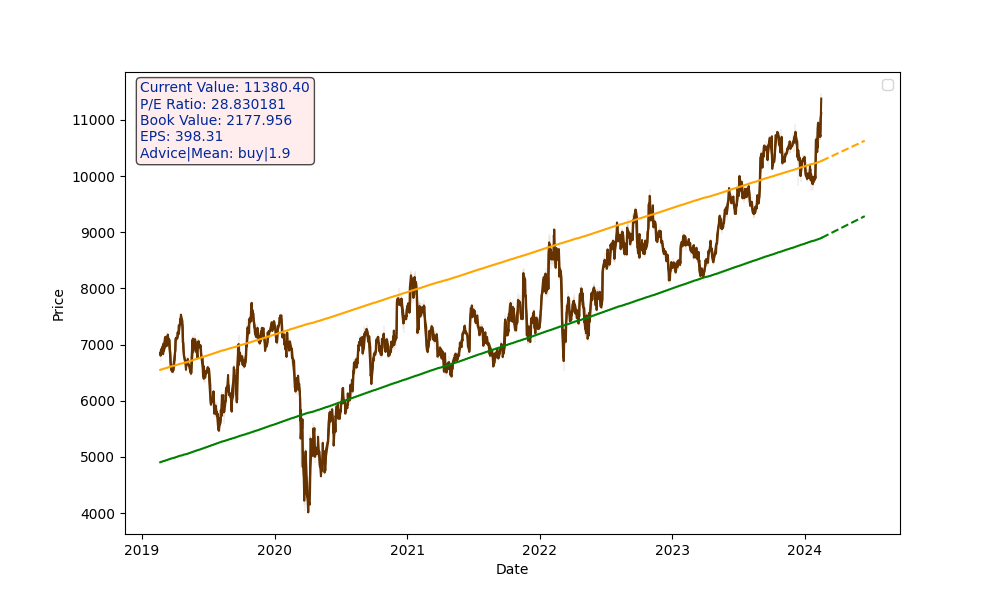 Current Value: 11380.40
P/E Ratio: 28.830181
Book Value: 2177.956
EPS: 398.31
Advice|Mean: buy|1.9
Price
11000
10000
9000
8000
7000
6000
5000
4000
2019 2020 2021 2022 2023 2024
Date